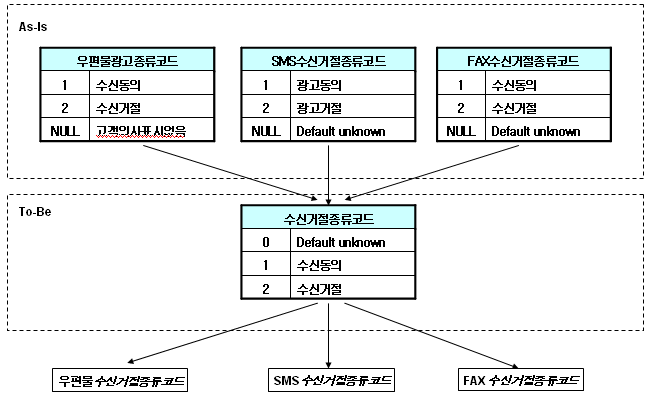 As-Is
우편물광고종류코드
1 수신동의
2 수신거절
NULL 고객의사표시없음
SMS수신거절종류코드
1 광고동의
2 광고거절
NULL Default unknown
FAX수신거절종류코드
1 수신동의
2 수신거절
NULL Default unknown
To-Be
수신거절종류코드
0 Default unknown
1 수신동의
2 수신거절
우편물 수신거절종류코드
SMS 수신거절종류코드
FAX 수신거절종류코드